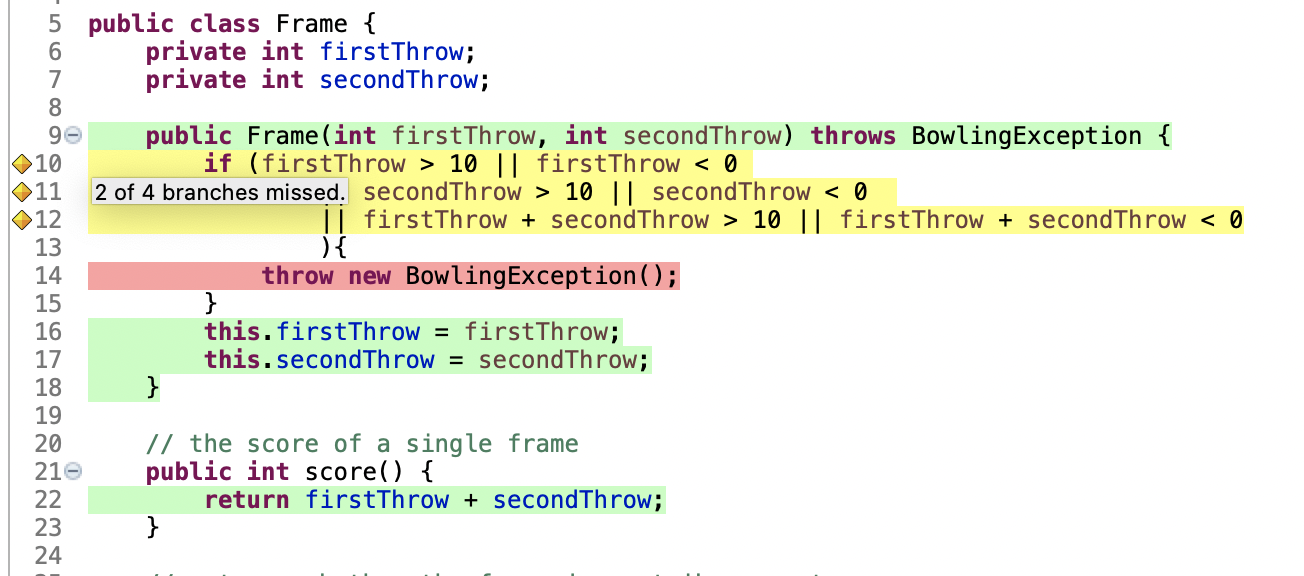 5 public class Frame {
6 private int firstThrow;
7 private int secondThrow;
8
9 public Frame(int firstThrow, int secondThrow) throws BowlingException {
10 if (firstThrow > 10 || firstThrow < 0
11 2 of 4 branches missed. secondThrow > 10 || secondThrow < 0
12 || firstThrow + secondThrow > 10 || firstThrow + secondThrow < 0
13 ){
14 throw new BowlingException();
15 }
16 this.firstThrow = firstThrow;
17 this.secondThrow = secondThrow;
18 }
19
20 // the score of a single frame
21 public int score() {
22 return firstThrow + secondThrow;
23 }
24